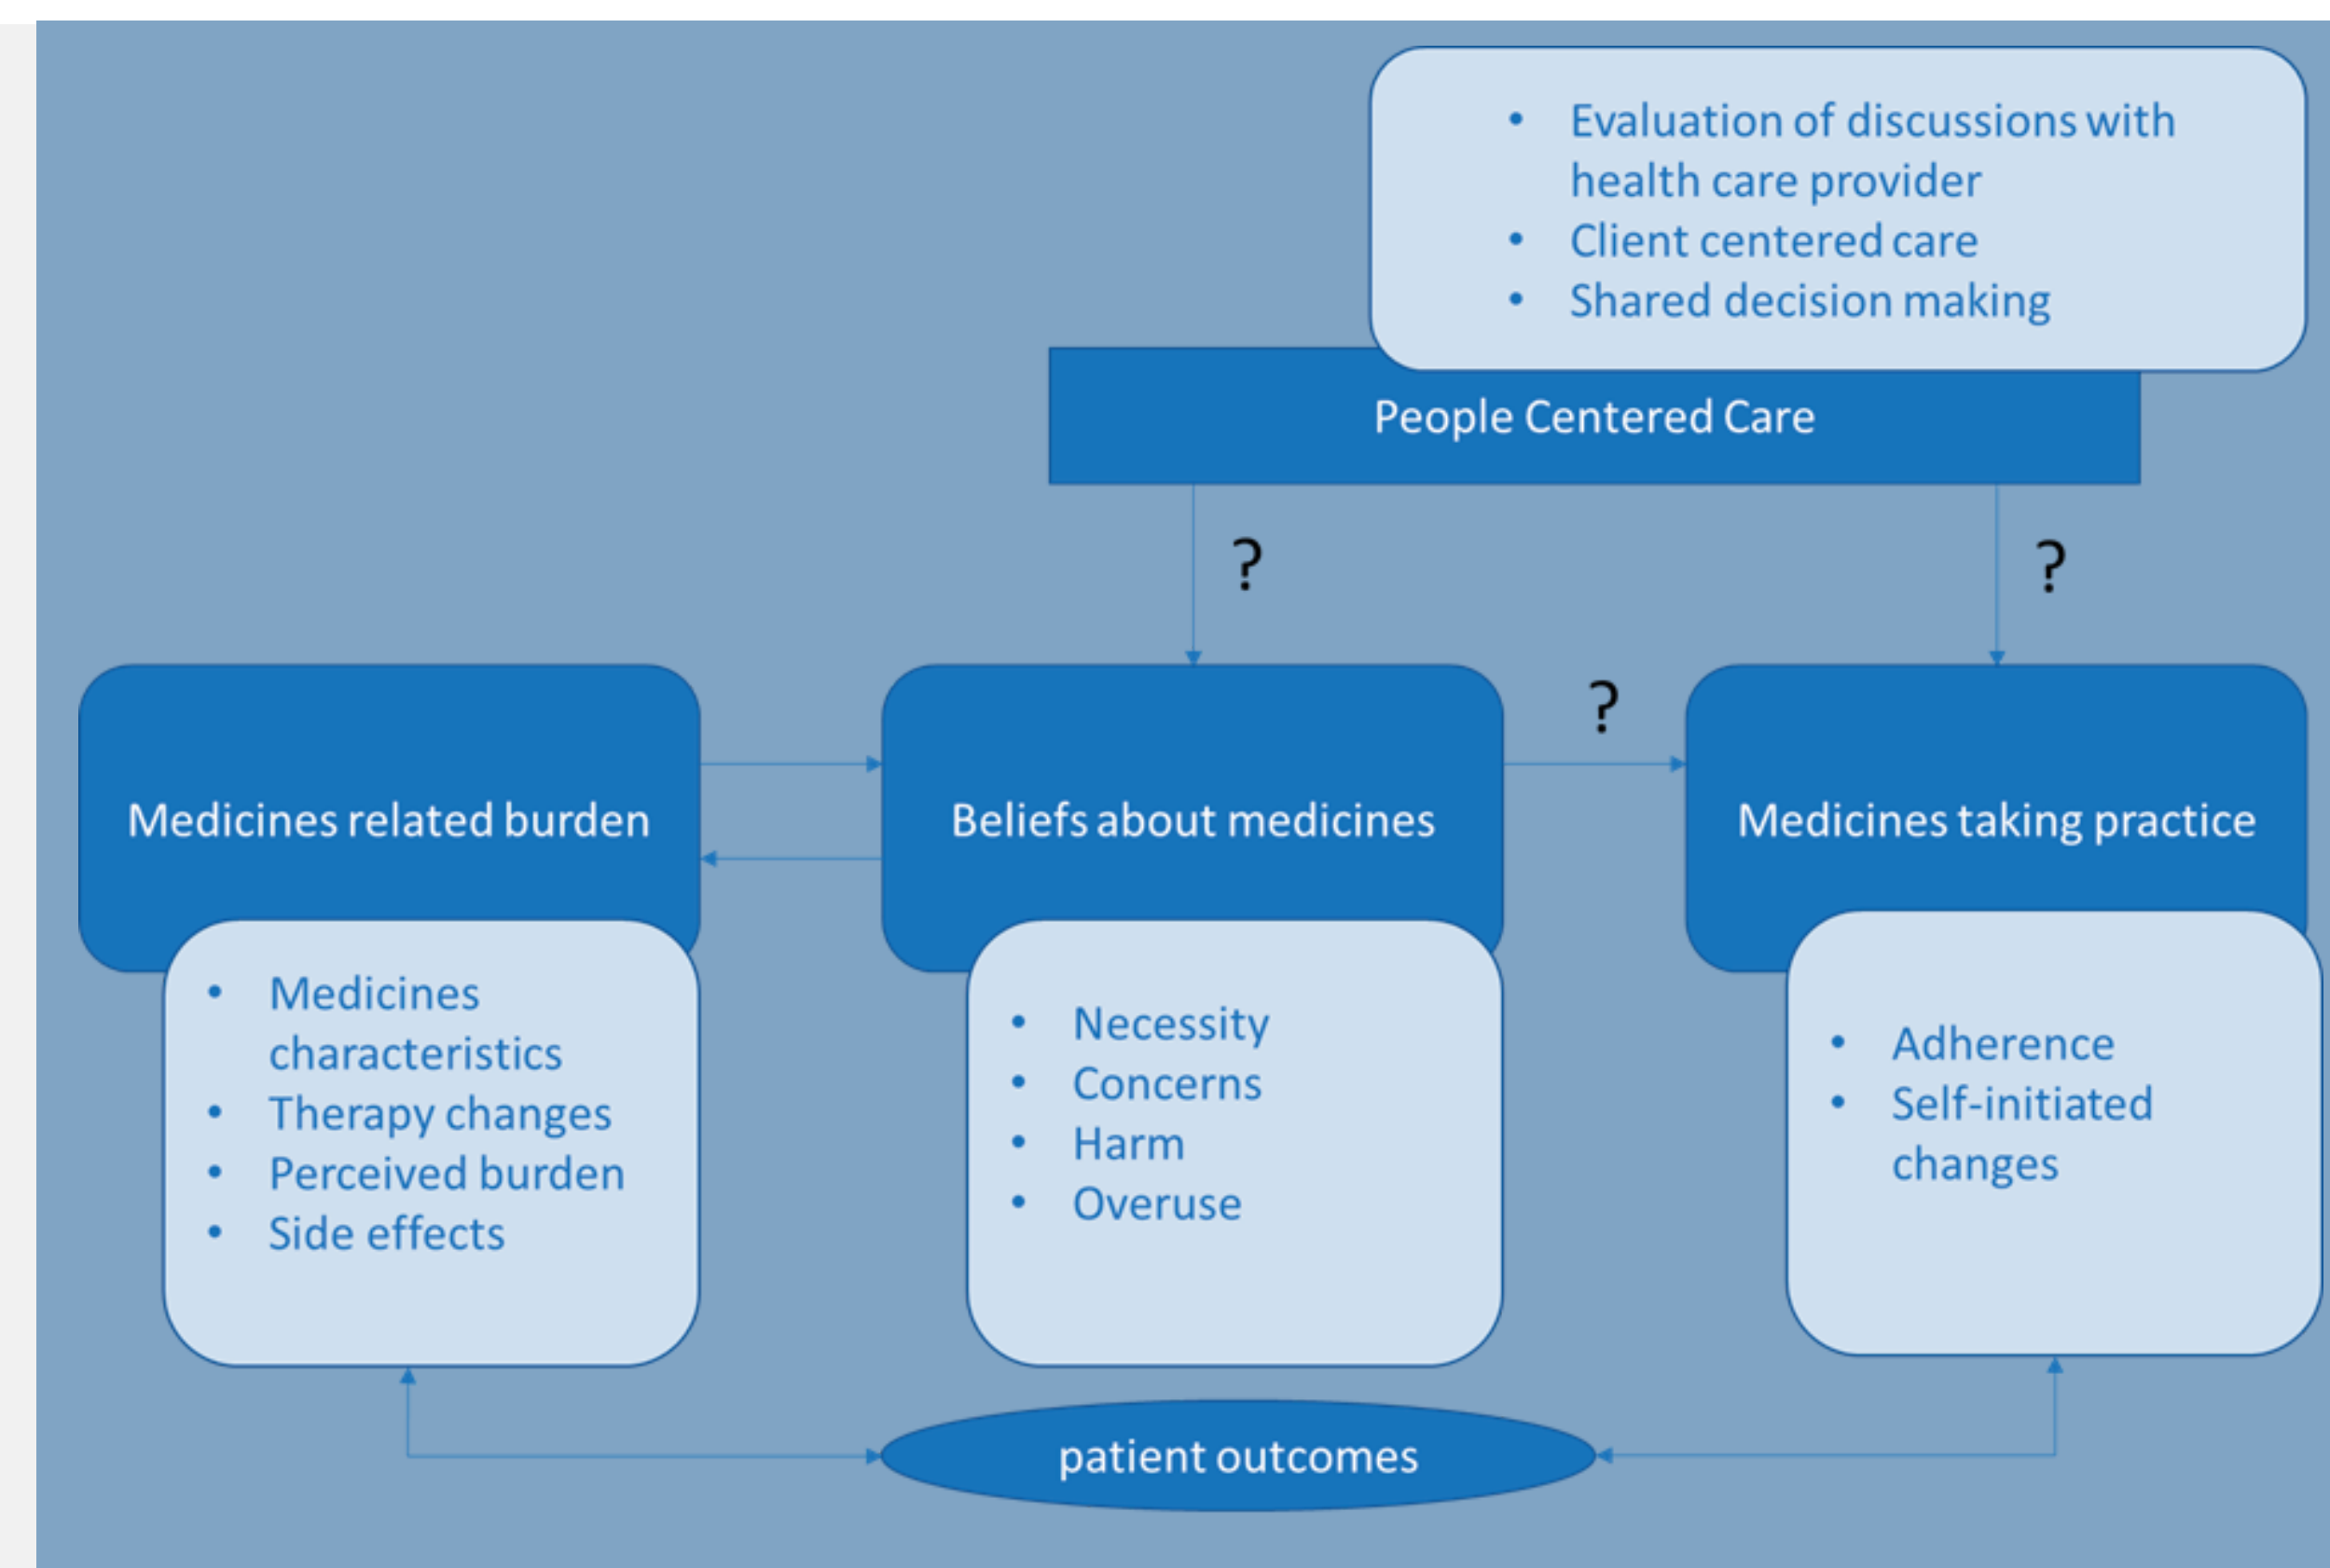 • Evaluation of discussions with
health care provider
• Client centered care
• Shared decision making
People Centered Care
?
?
?
Medicines related burden
Beliefs about medicines
Medicines taking practice
• Medicines
characteristics
• Therapy changes
• Perceived burden
• Side effects
• Necessity
• Concerns
• Harm
• Overuse
• Adherence
• Self-initiated
changes
patient outcomes